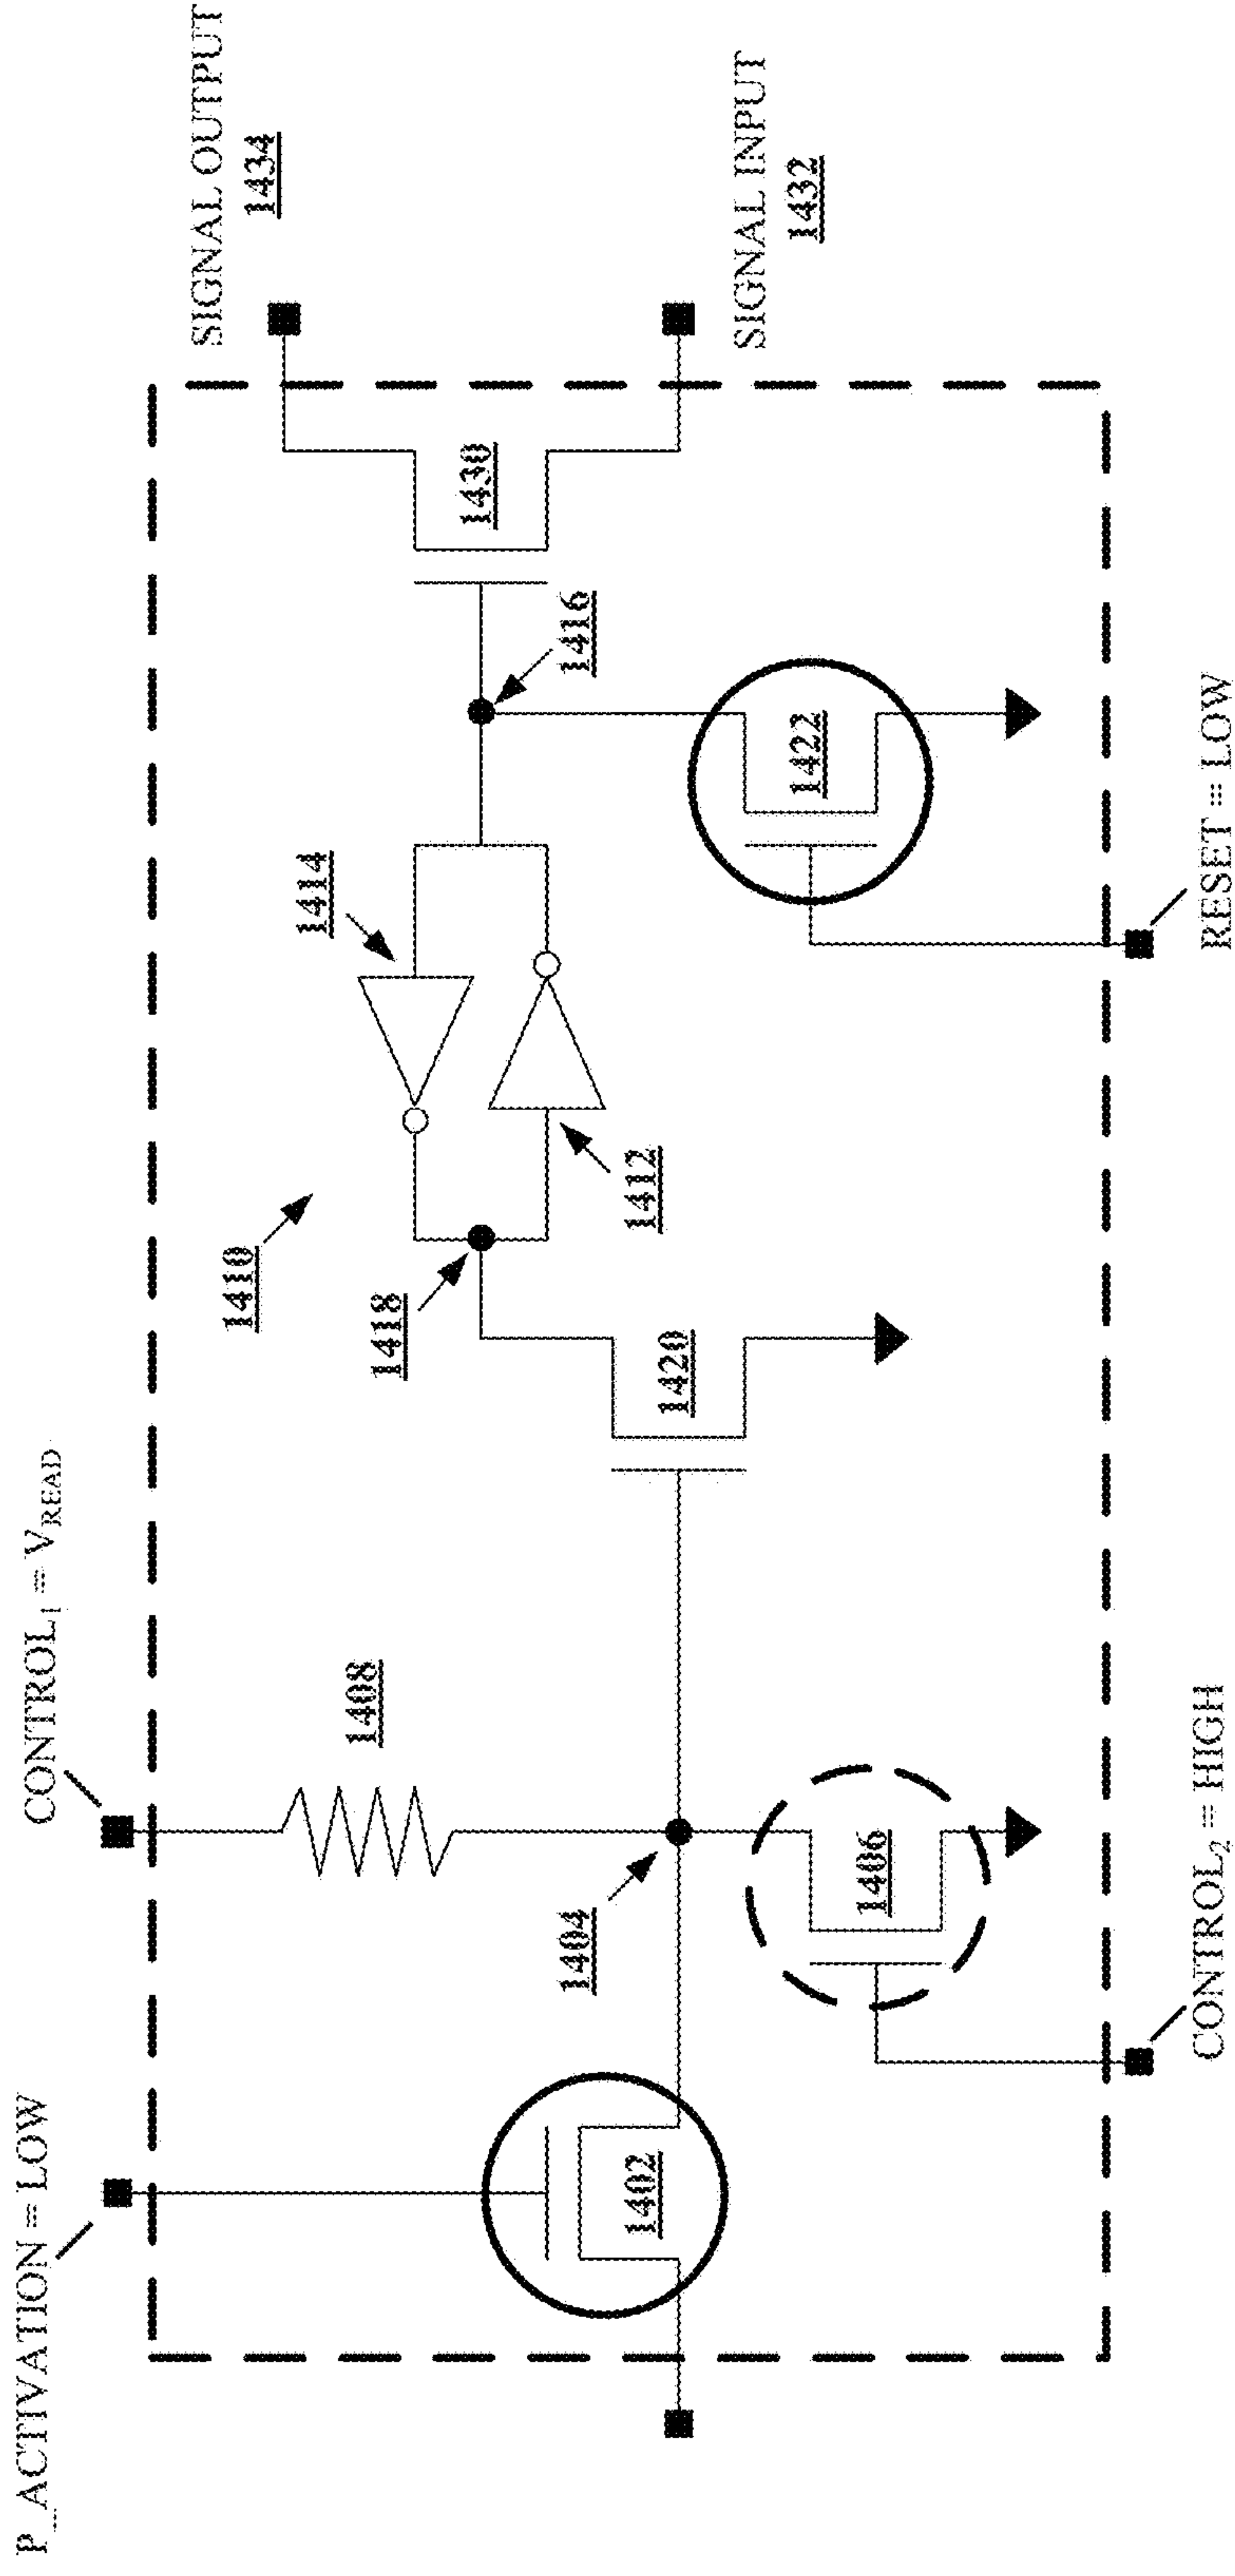 P_ACTIVATION = LOW
CONTROL1 = VREAD
1408
1402
1404
1406
CONTROL2 = HIGH
1410
1418
1420
1414
1412
1416
1422
RESET = LOW
1430
SIGNAL OUTPUT
1434
SIGNAL INPUT
1432